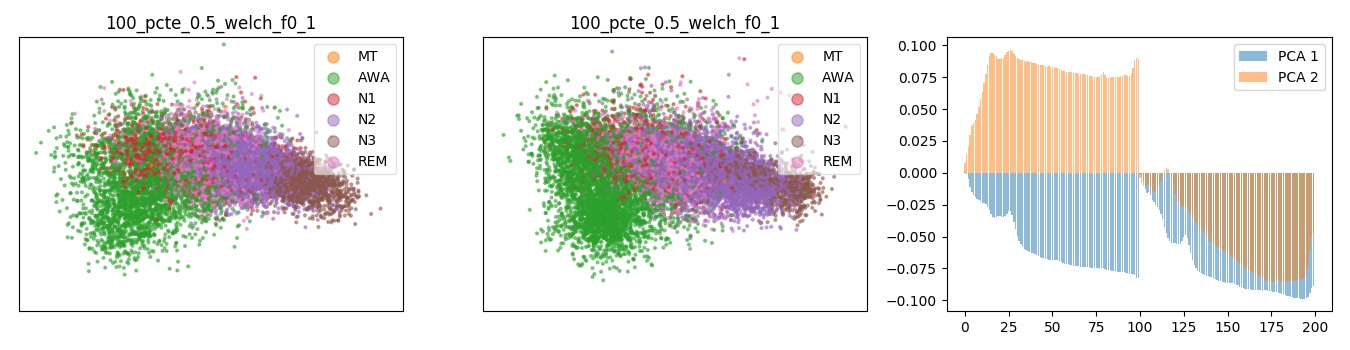 100_pcte_0.5_welch_f0_1
MT
AWA
N1
N2
N3
REM
100_pcte_0.5_welch_f0_1
MT
AWA
N1
N2
N3
REM
PCA 1
PCA 2
0.100
0.075
0.050
0.025
0.000
−0.025
−0.050
−0.075
−0.100
0 25 50 75 100 125 150 175 200